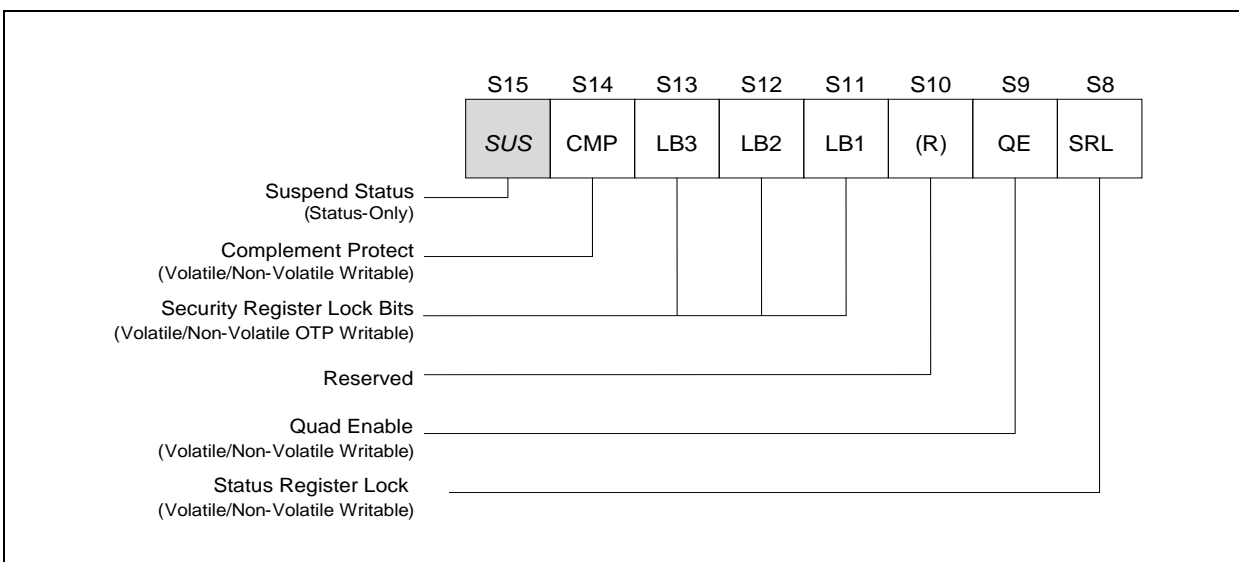 S15 S14 S13 S12 S11 S10 S9 S8
SUS CMP LB3 LB2 LB1 (R) QE SRL
Suspend Status
(Status-Only)
Complement Protect
(Volatile/Non-Volatile Writable)
Security Register Lock Bits
(Volatile/Non-Volatile OTP Writable)
Reserved
Quad Enable
(Volatile/Non-Volatile Writable)
Status Register Lock
(Volatile/Non-Volatile Writable)